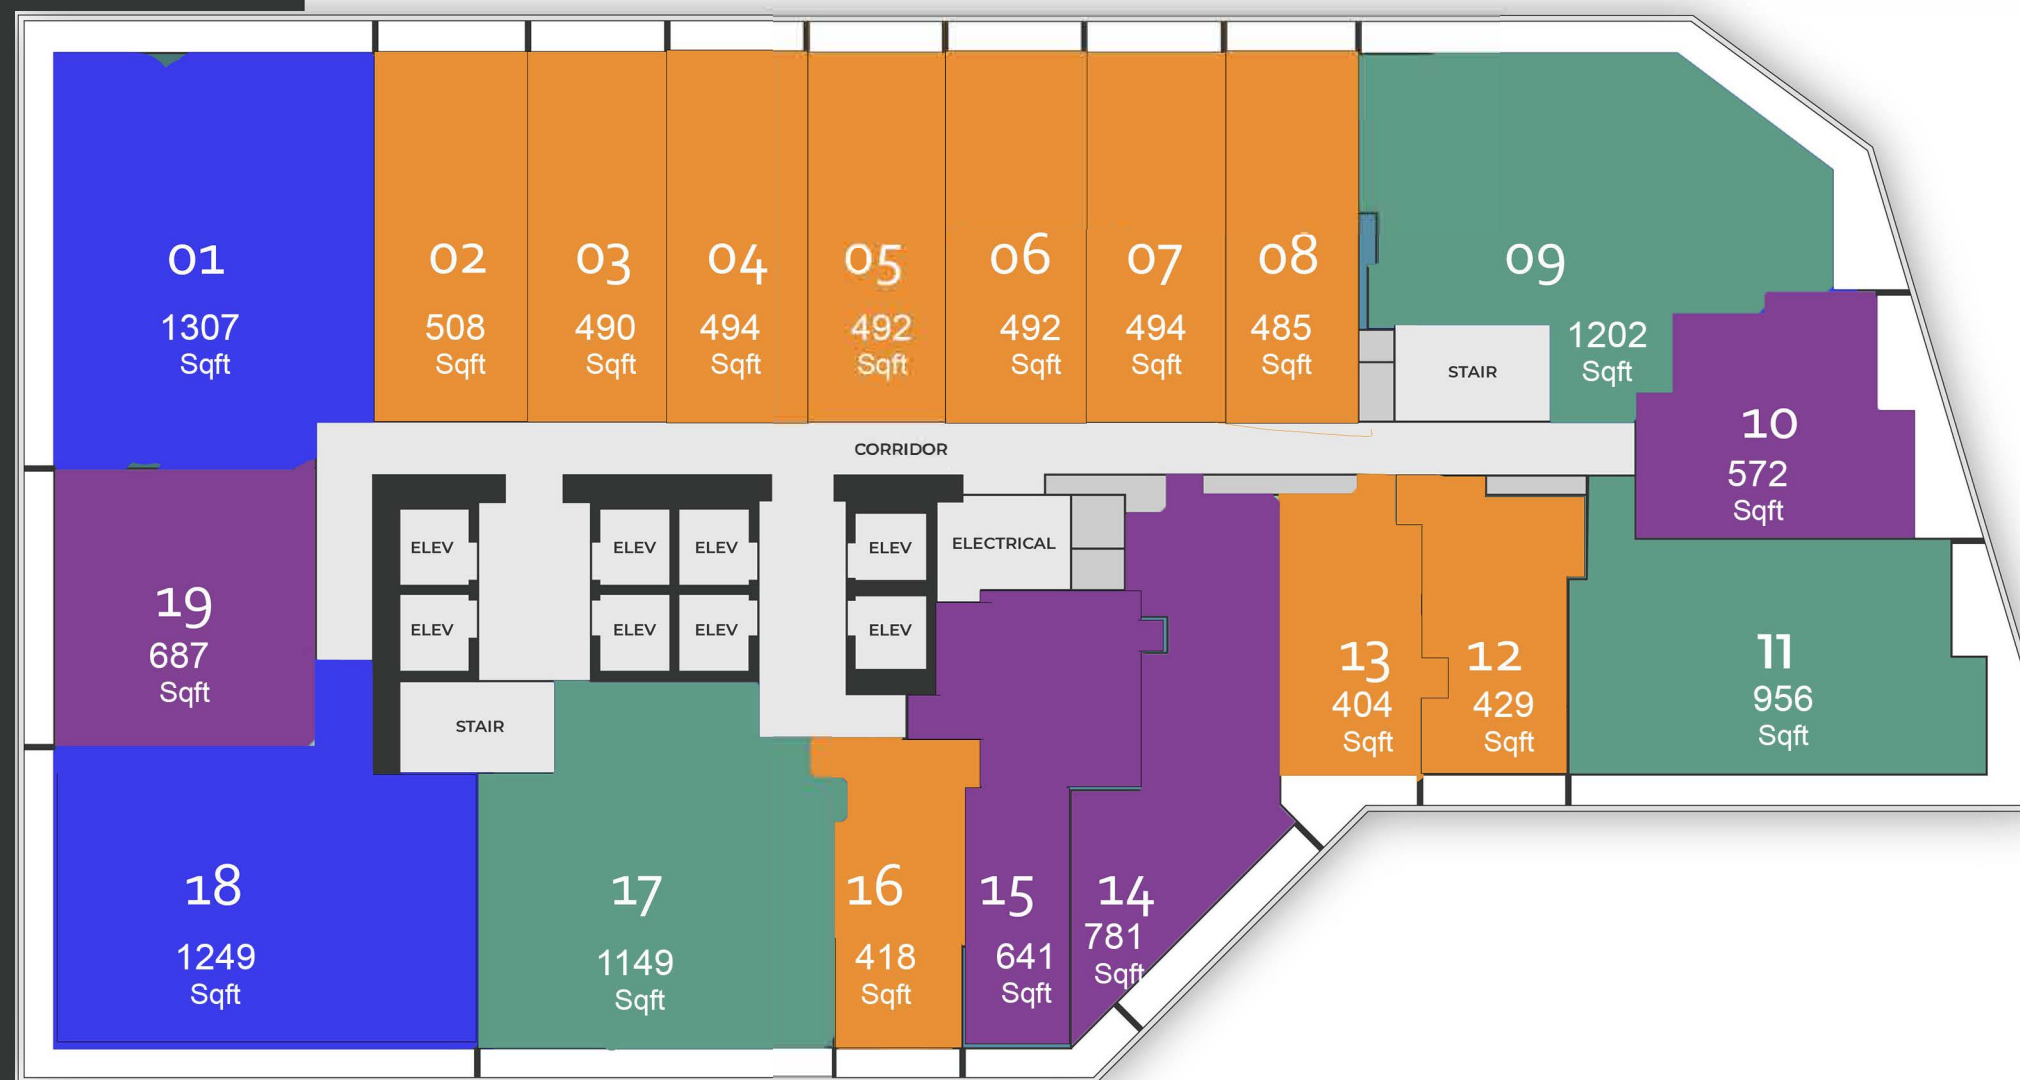 01
1307
Sqft
02
508
Sqft
03
490
Sqft
04
494
Sqft
05
492
Sqft
06
492
Sqft
07
494
Sqft
08
485
Sqft
09
1202
Sqft
STAIR
10
572
Sqft
CORRIDOR
19
687
Sqft
ELEV
ELEV
ELEV
ELEV
ELECTRICAL
ELEV
ELEV
ELEV
ELEV
STAIR
13
404
Sqft
12
429
Sqft
11
956
Sqft
18
1249
Sqft
17
1149
Sqft
16
418
Sqft
15
641
Sqft
14
781
Sqft